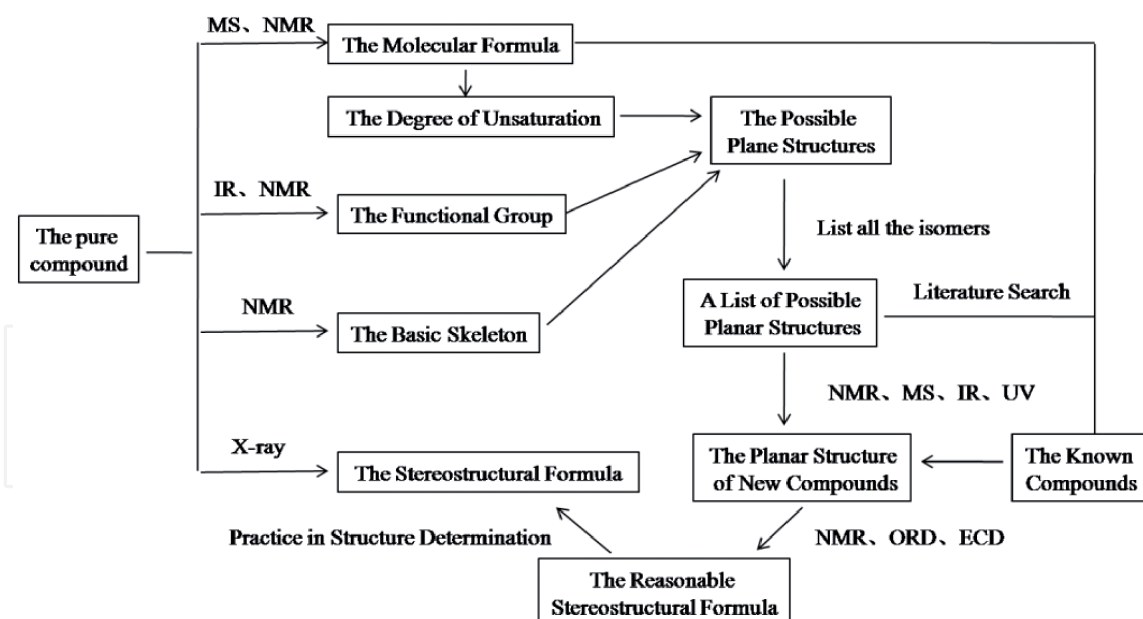 MS、NMR
The Molecular Formula
The Degree of Unsaturation
The Possible
Plane Structures
IR、NMR
The Functional Group
List all the isomers
The pure
compound
NMR
The Basic Skeleton
A List of Possible
Planar Structures
Literature Search
NMR、MS、IR、UV
X-ray
The Stereostructural Formula
The Planar Structure
of New Compounds
The Known
Compounds
Practice in Structure Determination
NMR、ORD、ECD
The Reasonable
Stereostructural Formula